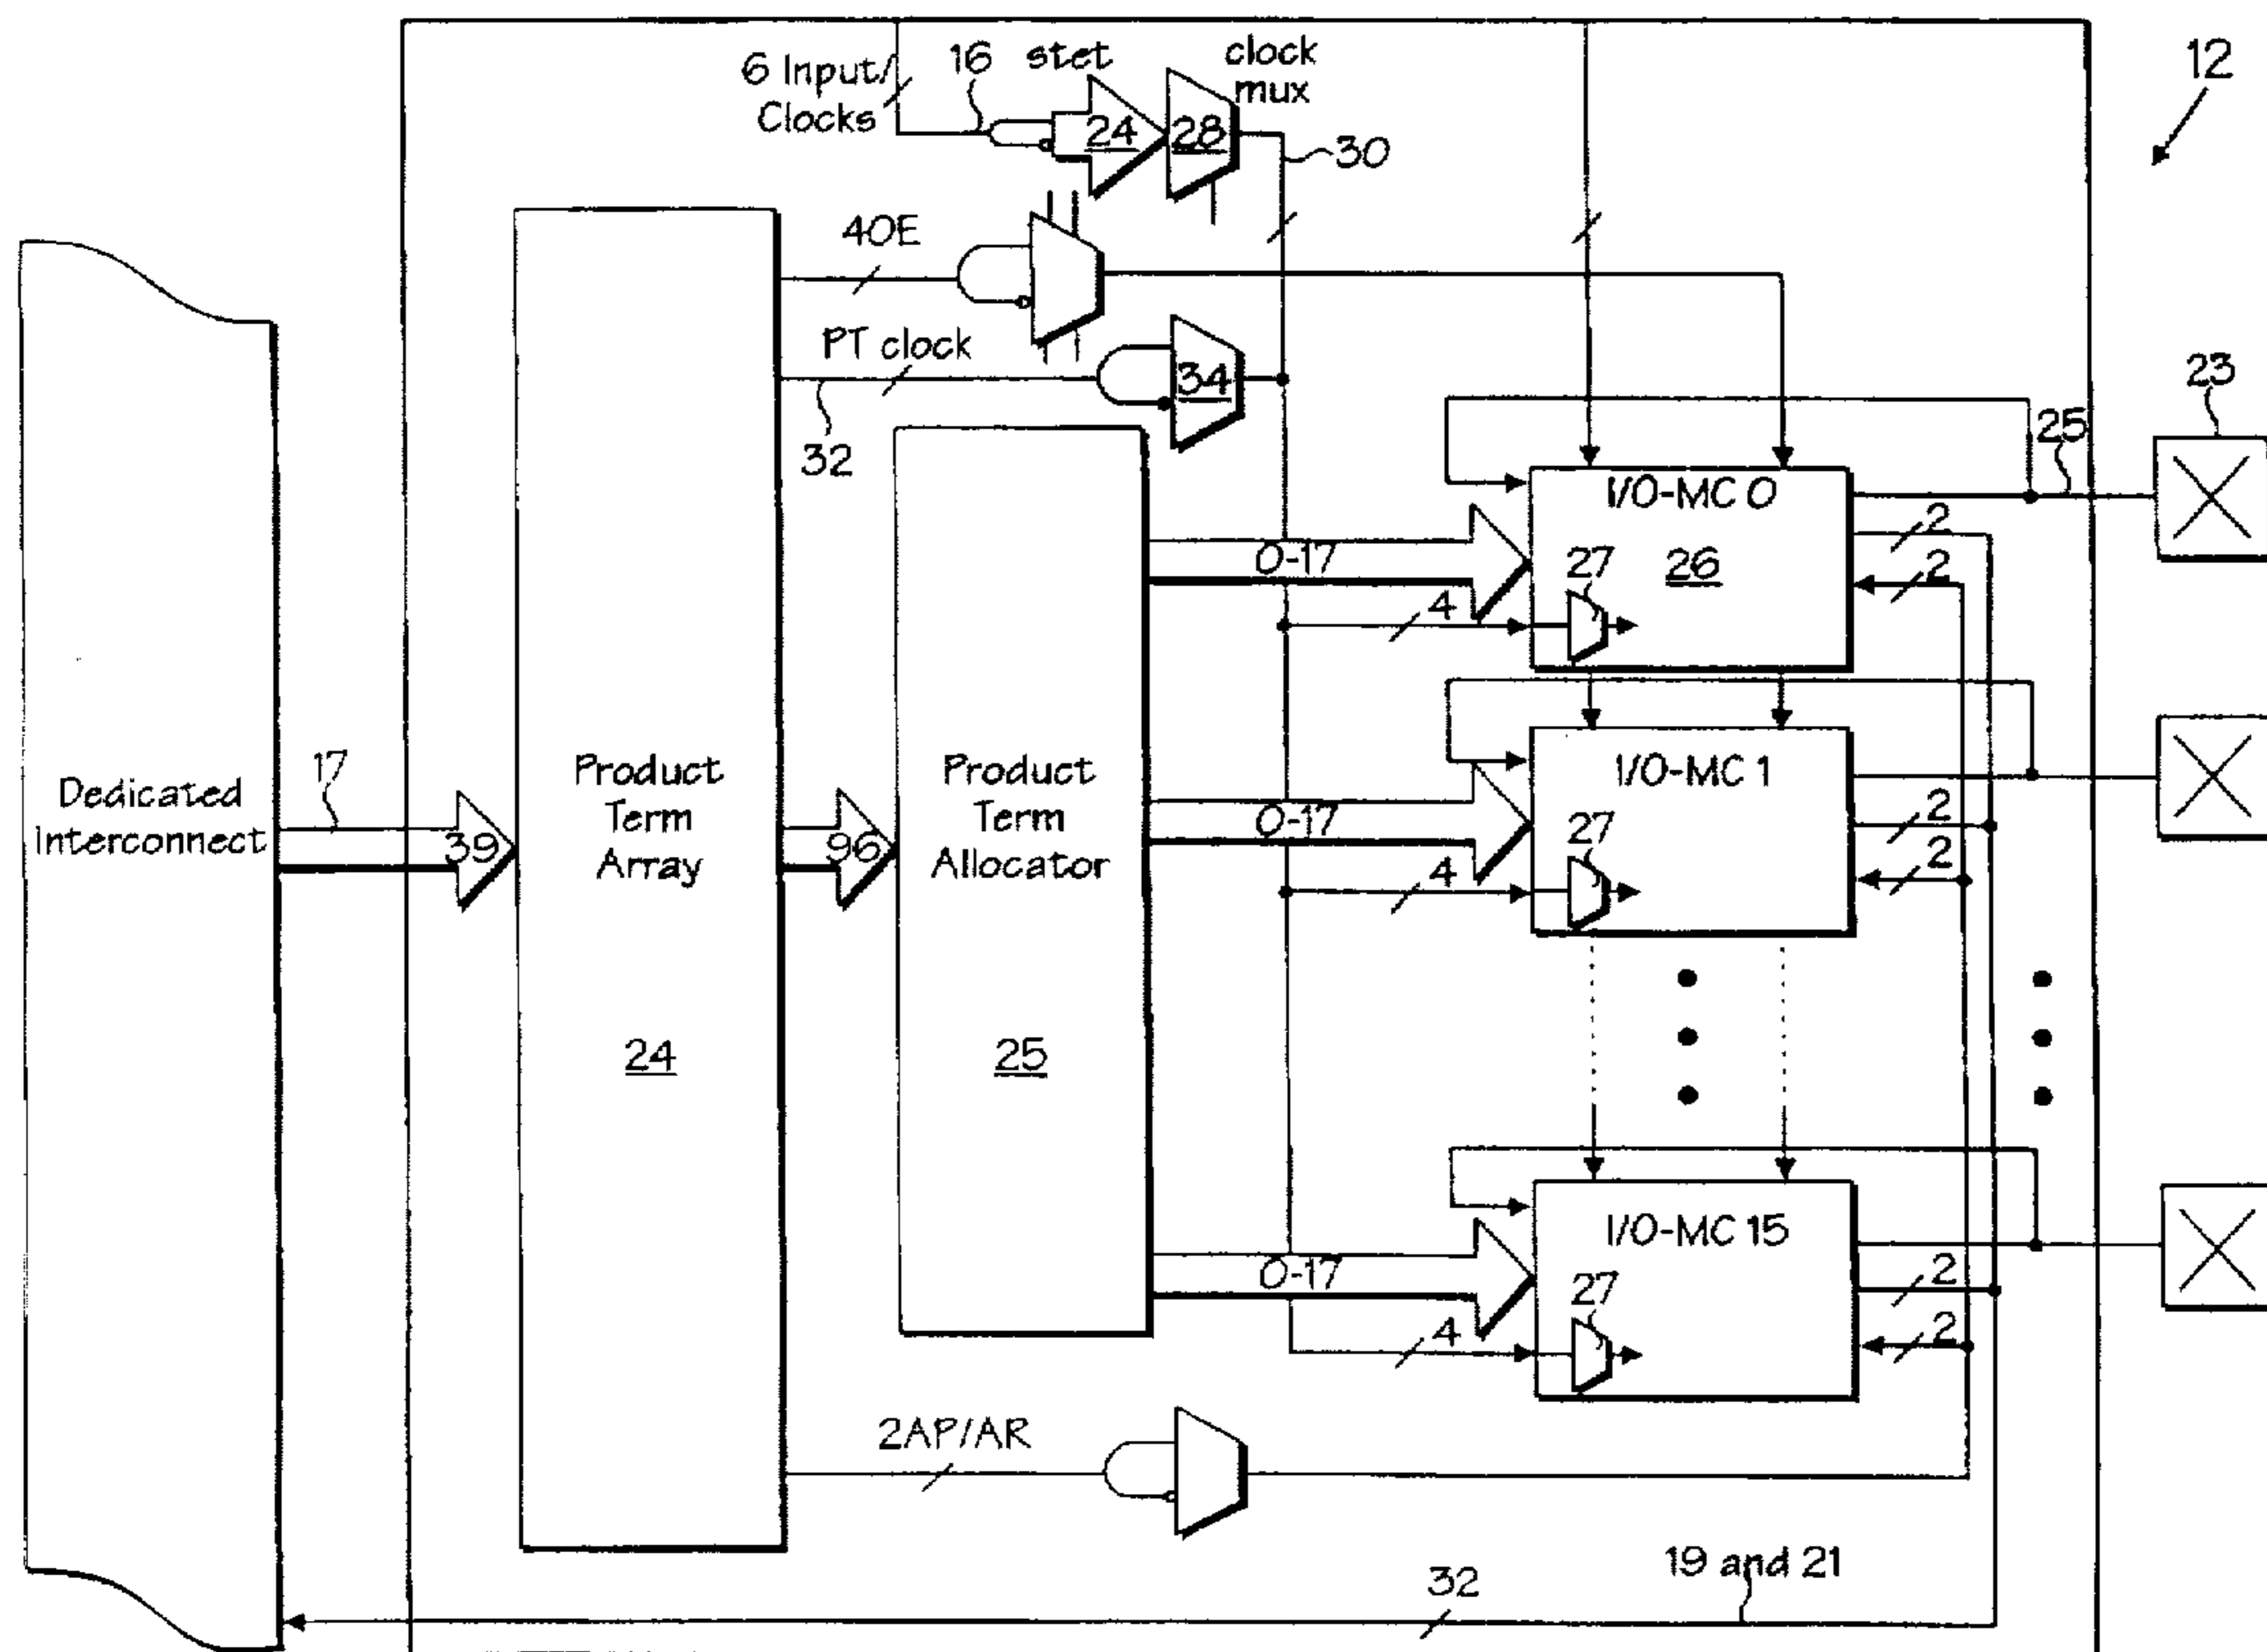 6 Input/
Clocks
16
stet
clock
mux
12
24
28
30
40E
PT clock
34
32
23
25
I/O-MC 0
0-17
27
26
2
2
4
17
Dedicated
Interconnect
39
Product
Term
Array
96
Product
Term
Allocator
I/O-MC 1
0-17
27
2
2
4
24
25
I/O-MC 15
0-17
27
2
2
4
2AP/AR
32
19 and 21